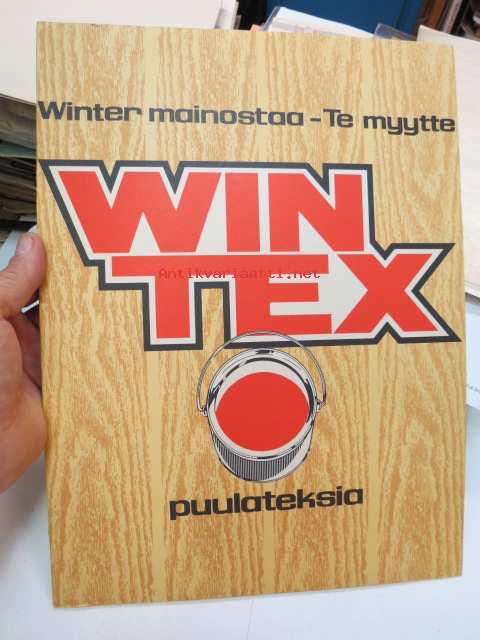 Winter mainostaa - Te myytte
WIN
TEX
Antikvariaatti.net
puulateksia